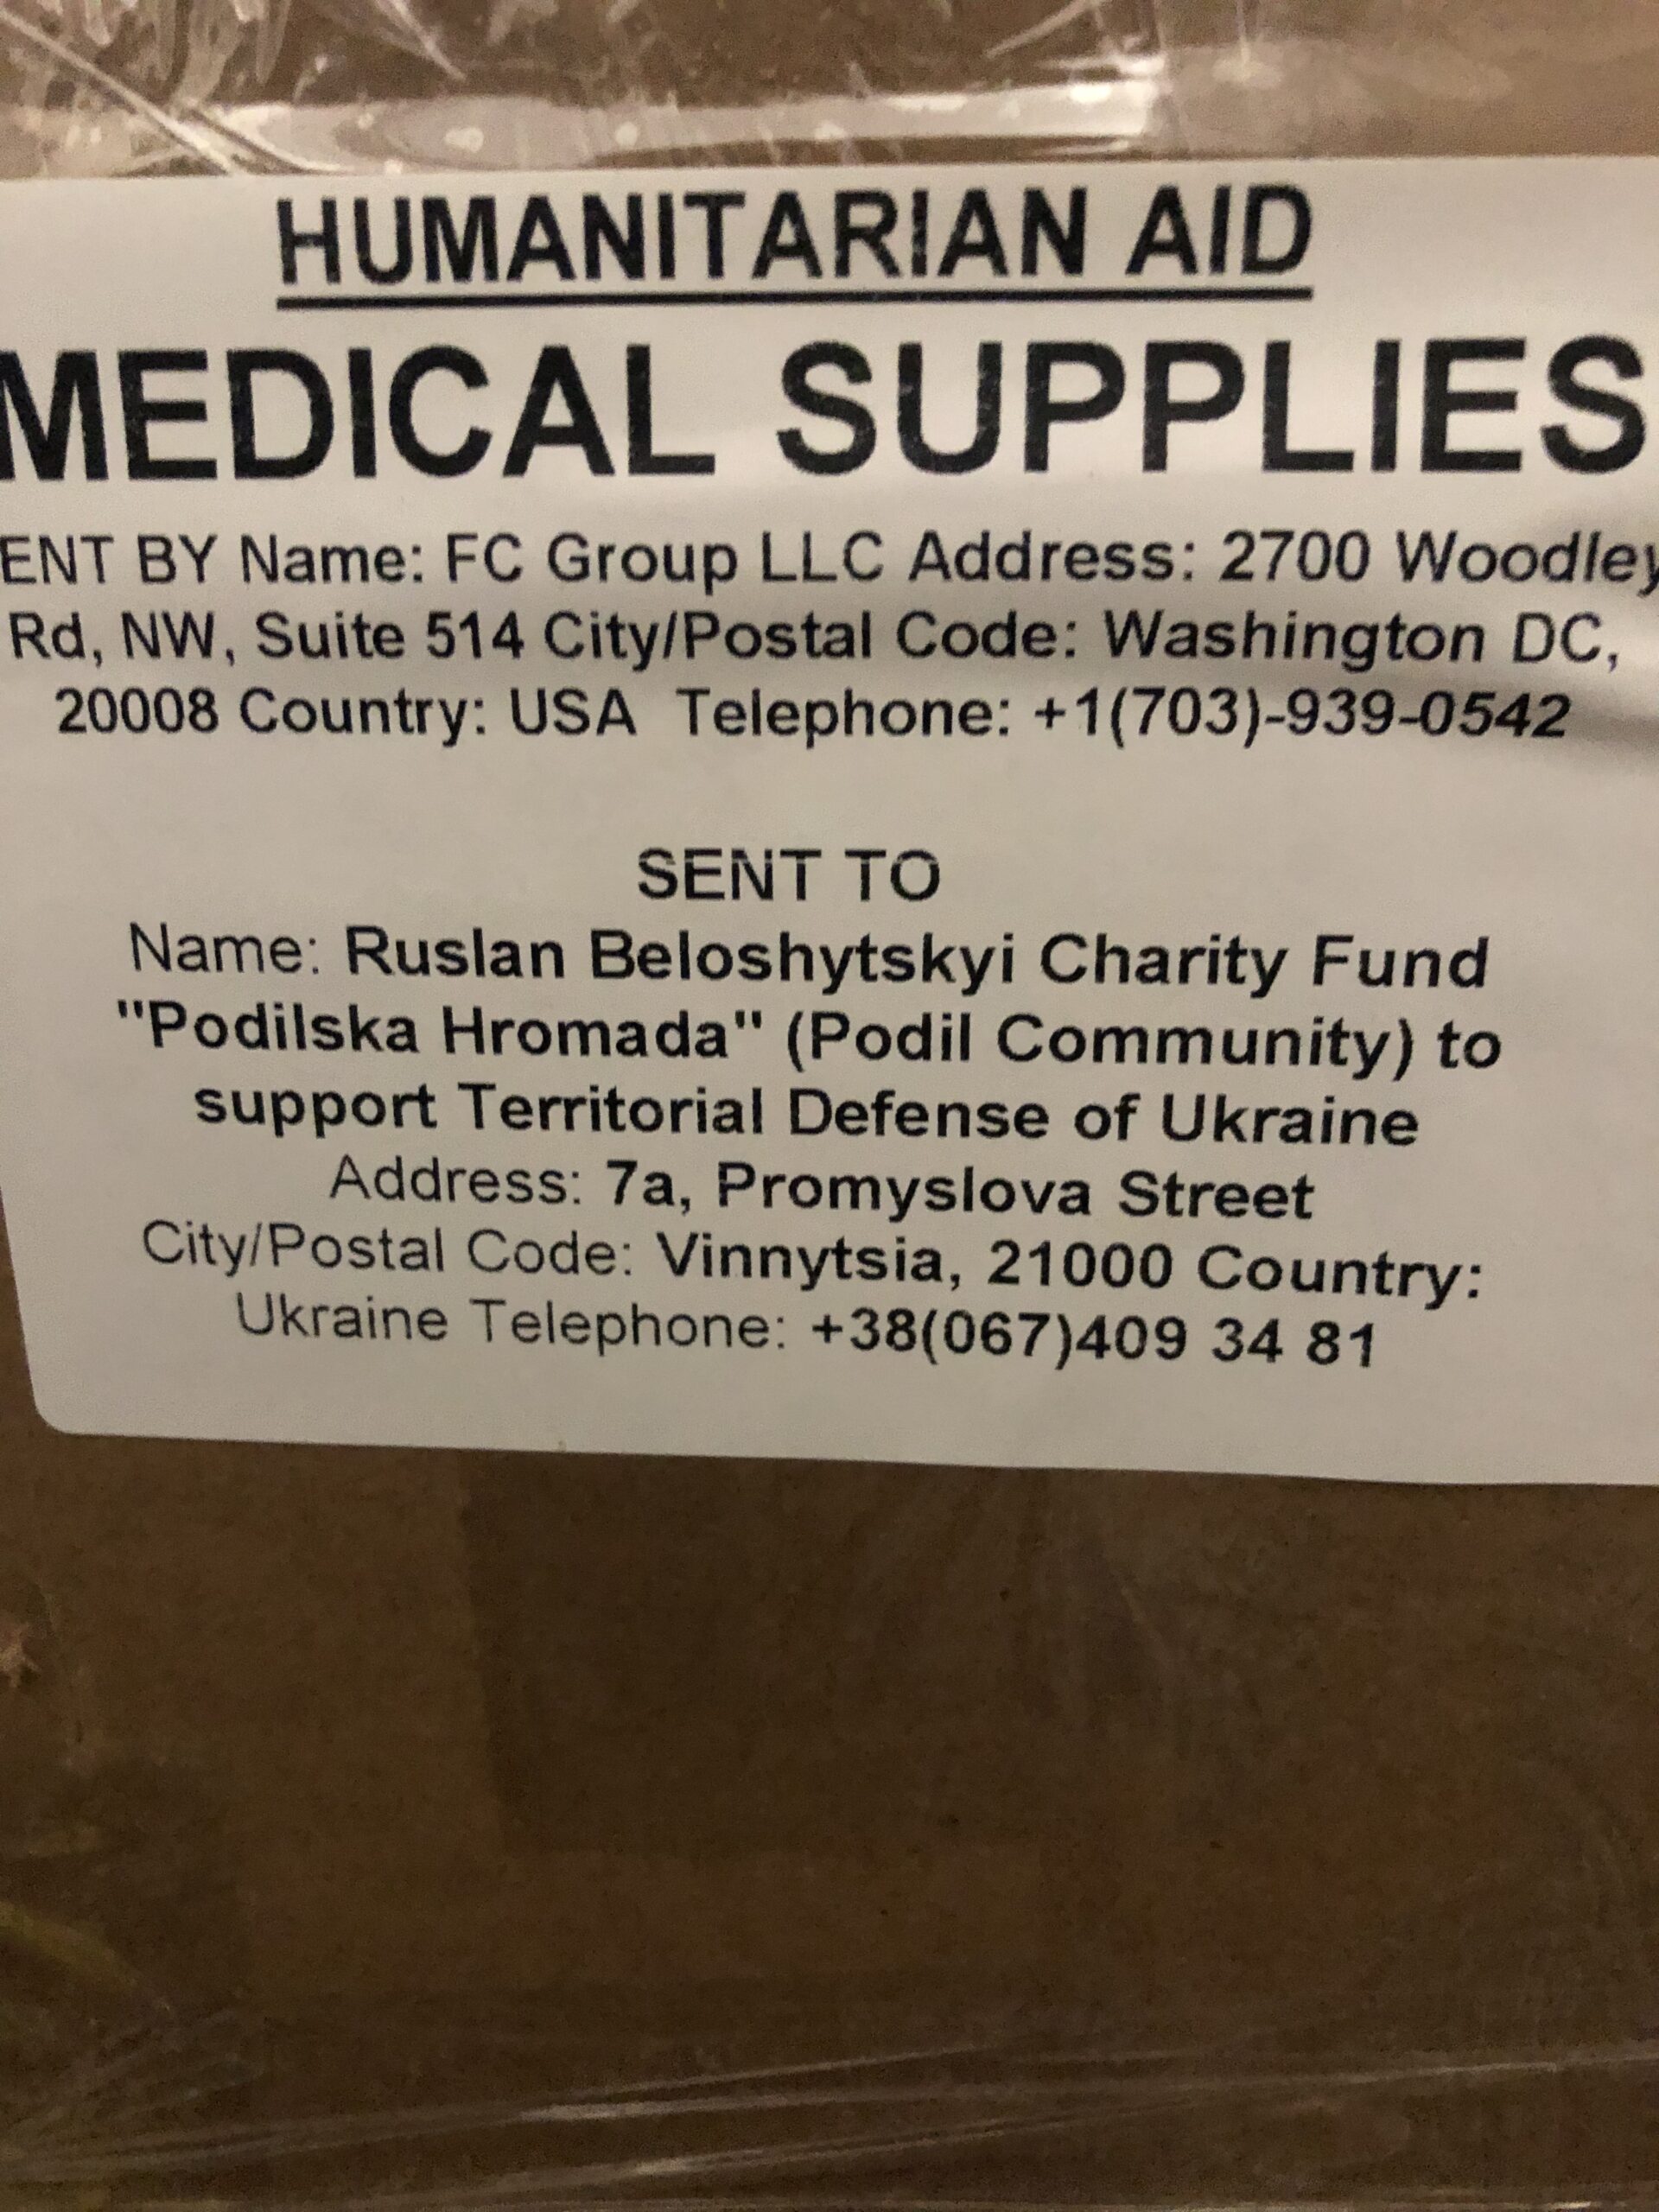 HUMANITARIAN AID
MEDICAL SUPPLIES
ENT BY Name: FC Group LLC Address: 2700 Woodley
Rd, NW, Suite 514 City/Postal Code: Washington DC,
20008 Country: USA Telephone: +1(703)-939-0542
SENT TO
Name: Ruslan Beloshytskyi Charity Fund
"Podilska Hromada" (Podil Community) to
support Territorial Defense of Ukraine
Address: 7a, Promyslova Street
City/Postal Code: Vinnytsia, 21000 Country:
Ukraine Telephone: +38(067)409 34 81